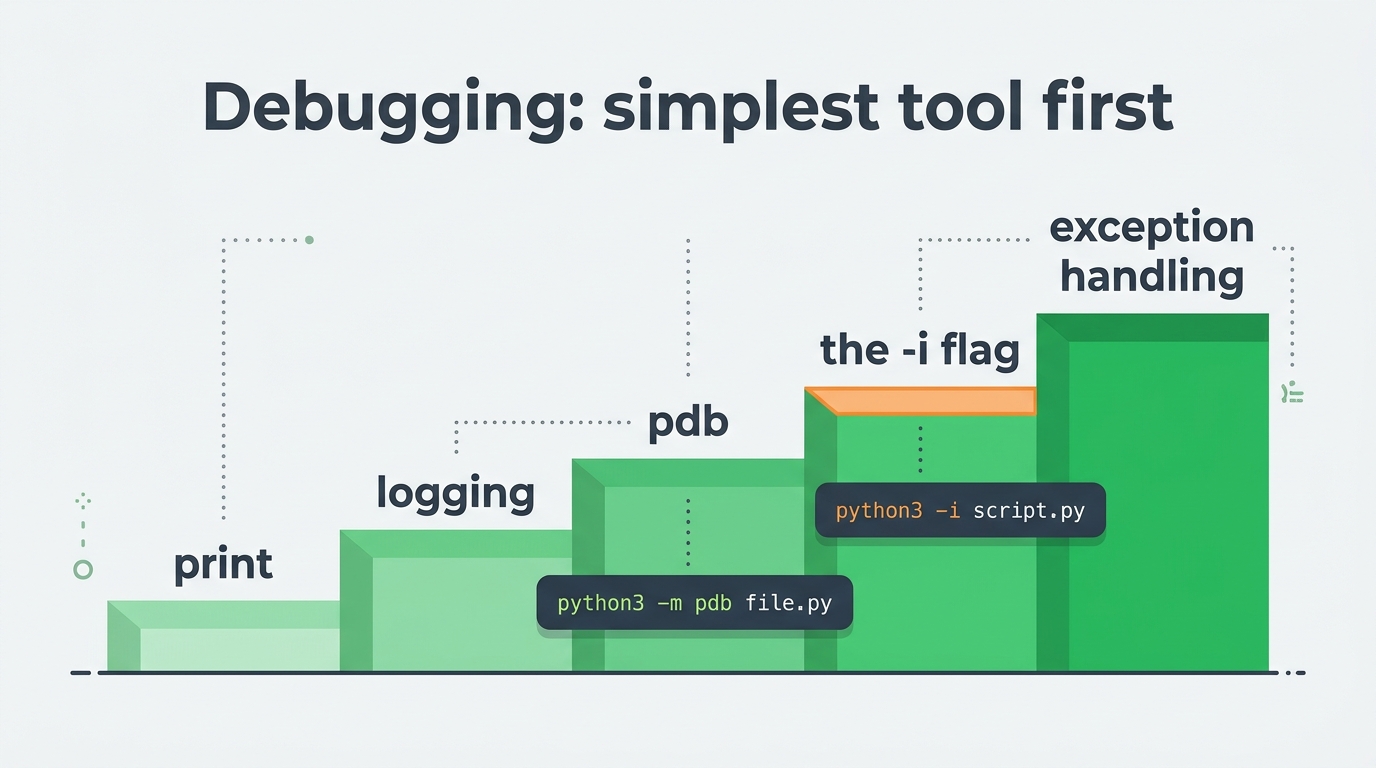 Debugging: simplest tool first
print
logging
pdb
python3 -m pdb file.py
the -i flag
python3 -i script.py
exception
handling